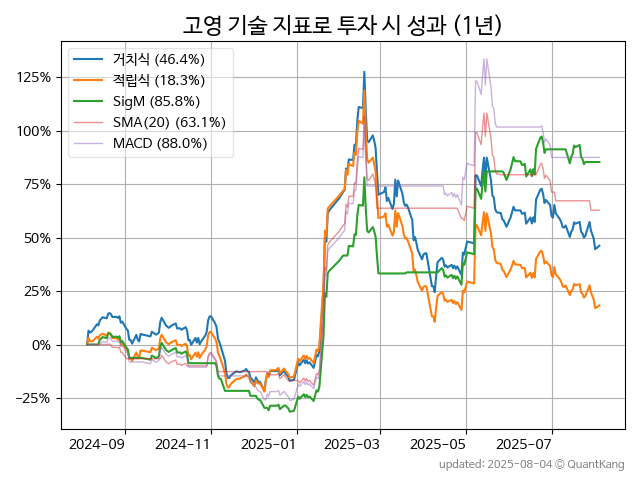 고영 기술 지표로 투자 시 성과 (1년)
거치식 (46.4%)
적립식 (18.3%)
SigM (85.8%)
SMA(20) (63.1%)
MACD (88.0%)
125%
100%
75%
50%
25%
0%
−25%
2024-09 2024-11 2025-01 2025-03 2025-05 2025-07
updated: 2025-08-04 © QuantKang